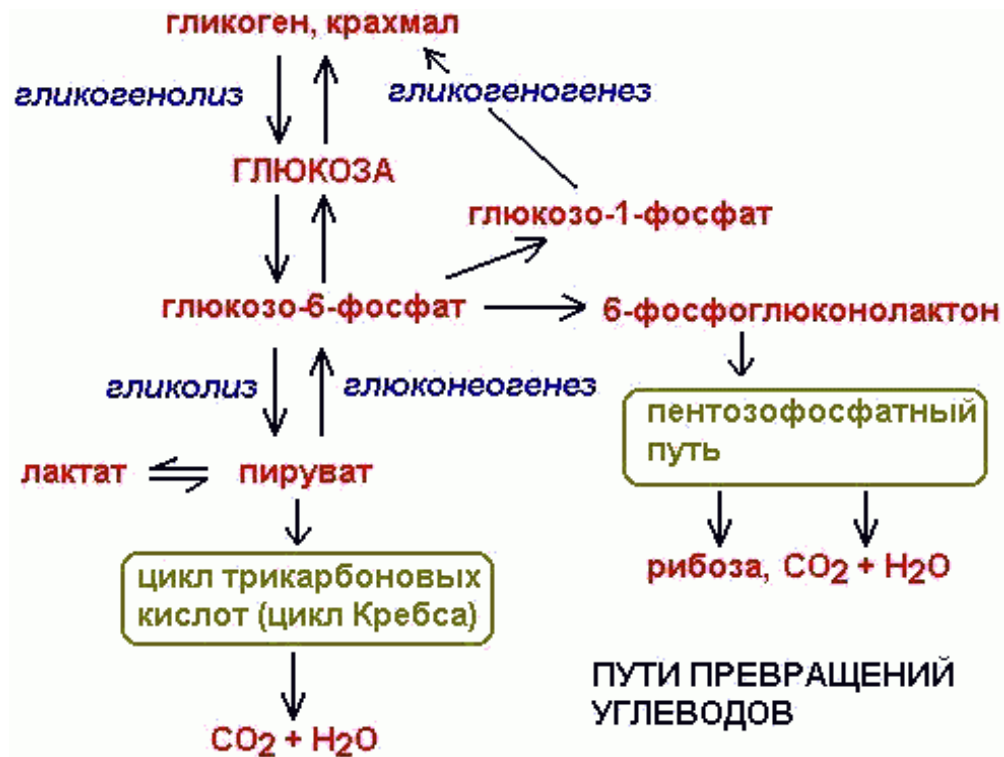 гликоген, крахмал
гликогенолиз
гликогеногенез
ГЛЮКОЗА
глюкозо-1-фосфат
глюкозо-6-фосфат
6-фосфоглюконолактон
гликолиз
глюконеогенез
пентозофосфатный
путь
лактат
пируват
цикл трикарбоновых
кислот (цикл Кребса)
рибоза, CO2 + H2O
ПУТИ ПРЕВРАЩЕНИЙ
УГЛЕВОДОВ
CO2 + H2O